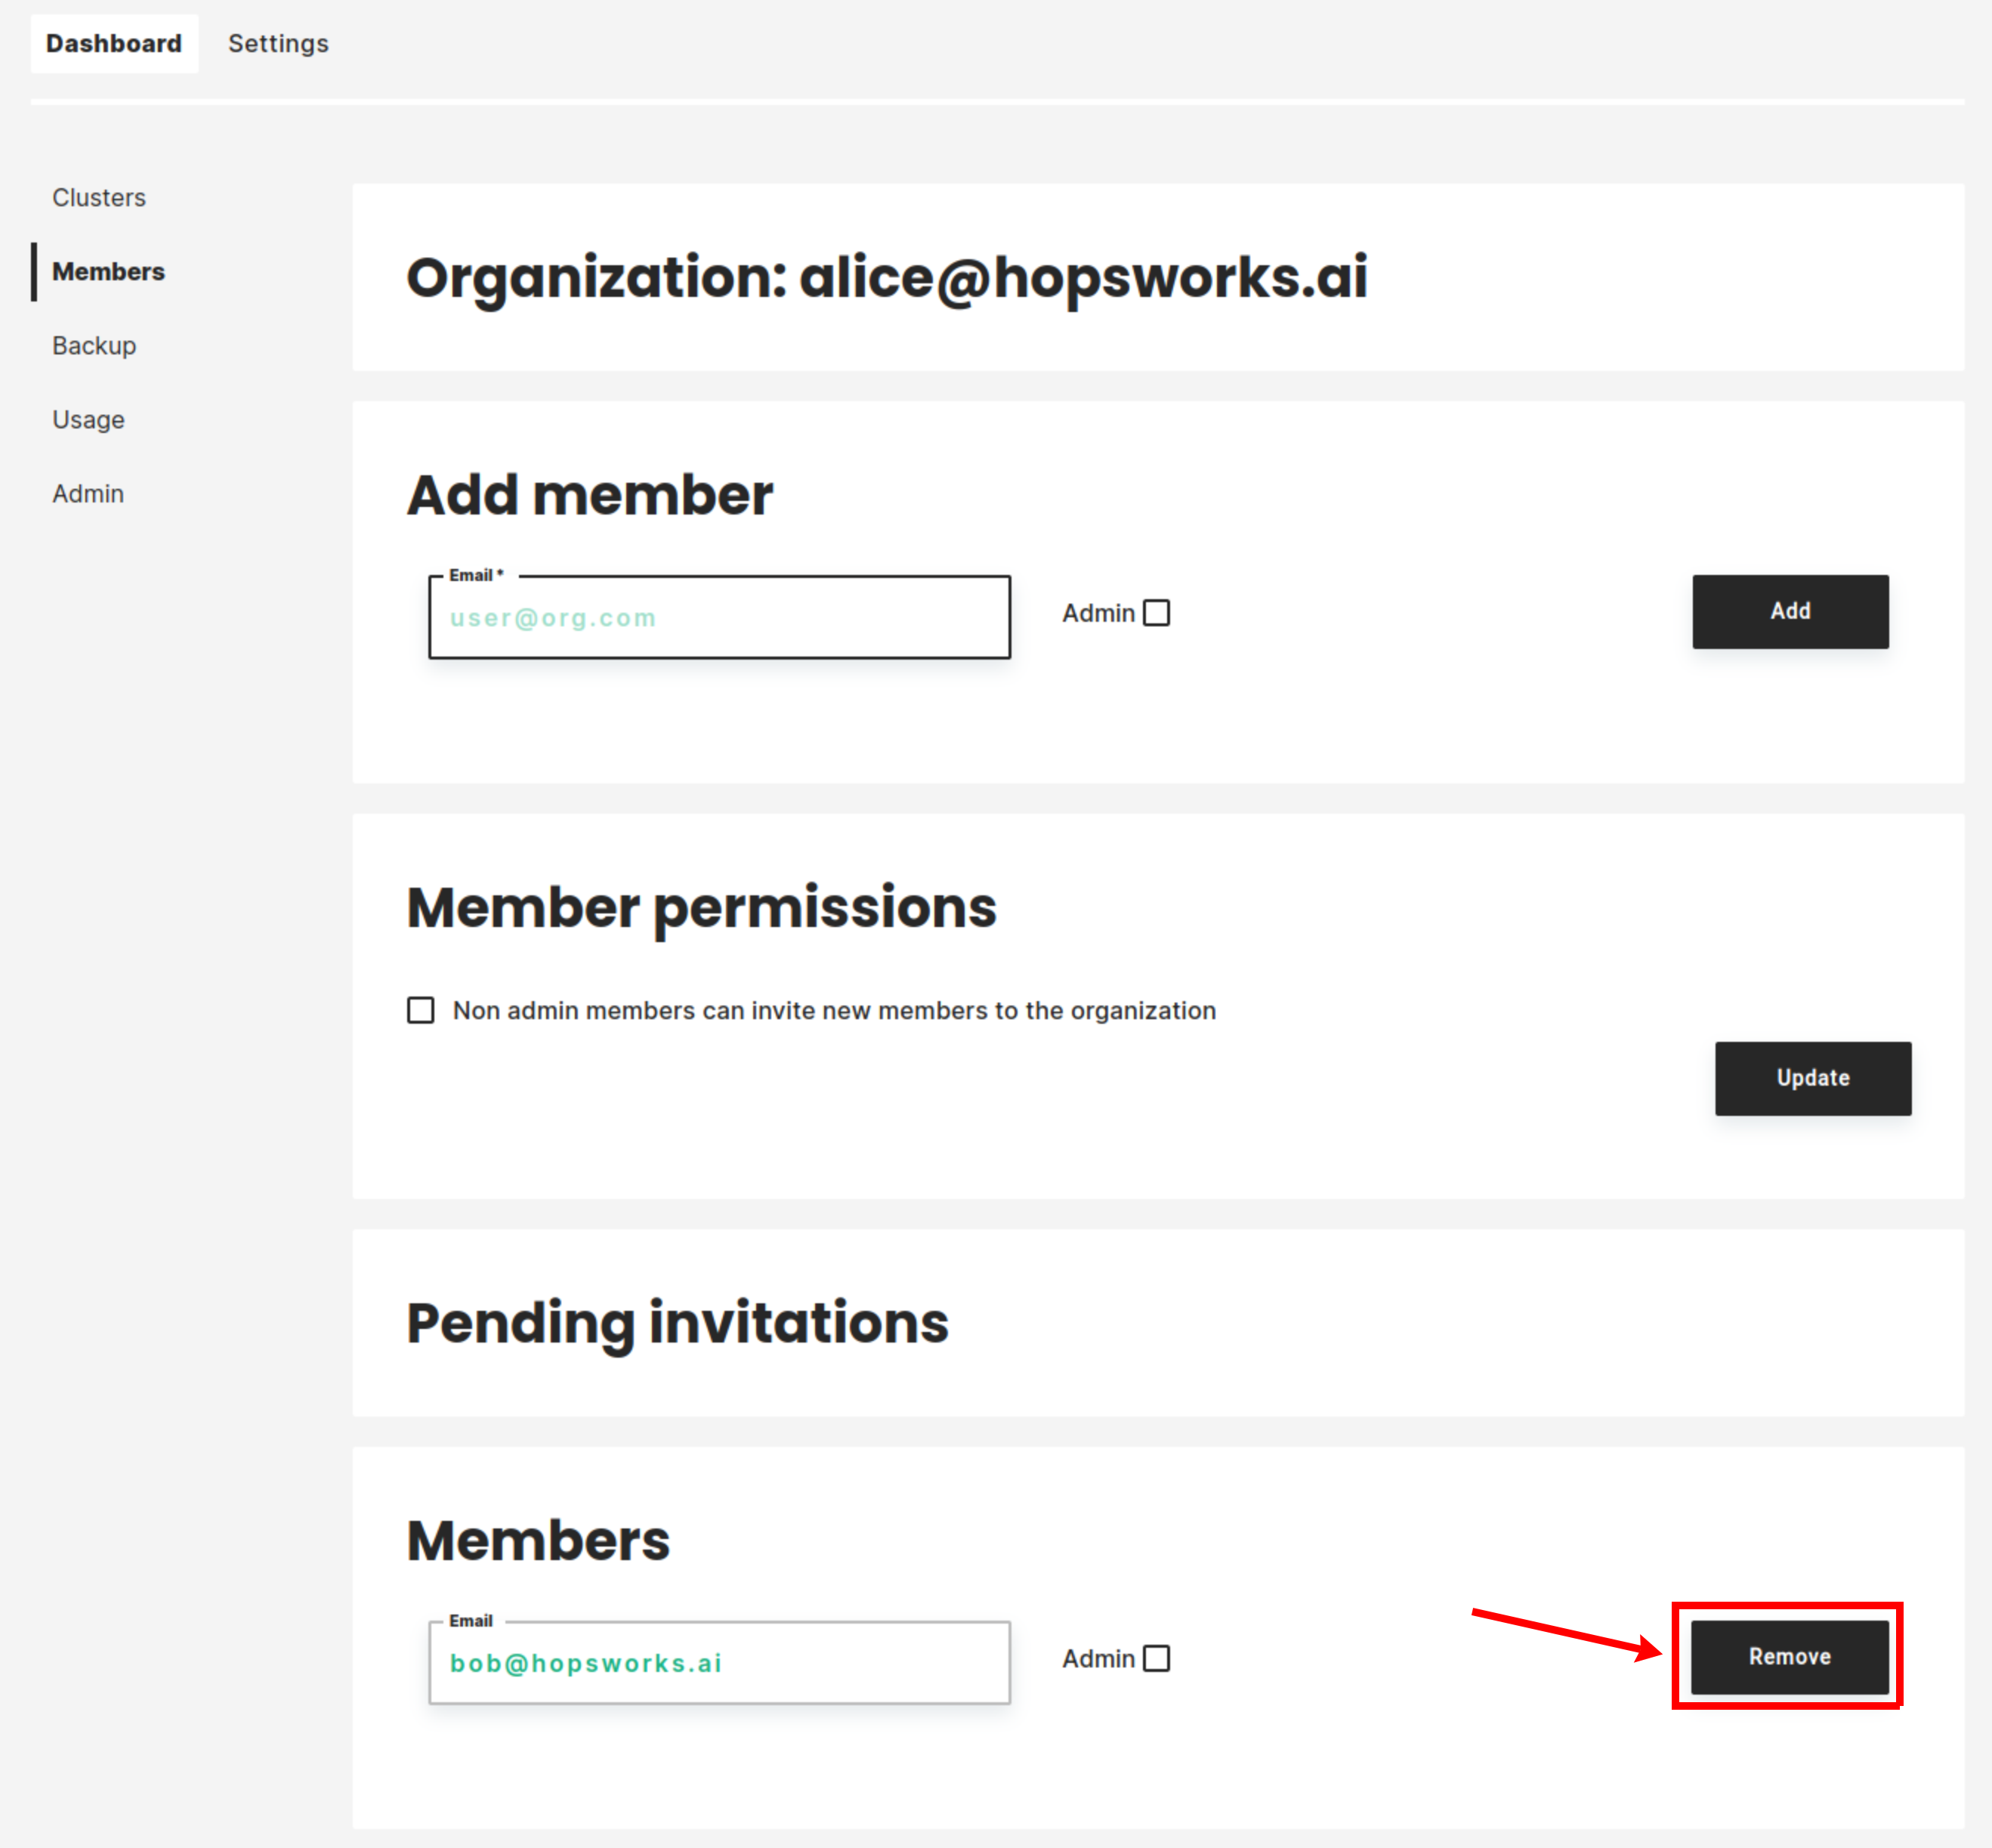 Dashboard Settings
Clusters
Members
Backup
Usage
Admin
Organization: alice@hopsworks.ai
Add member
Email *
user@org.com
Admin
Add
Member permissions
Non admin members can invite new members to the organization
Update
Pending invitations
Members
Email
bob@hopsworks.ai
Admin
Remove